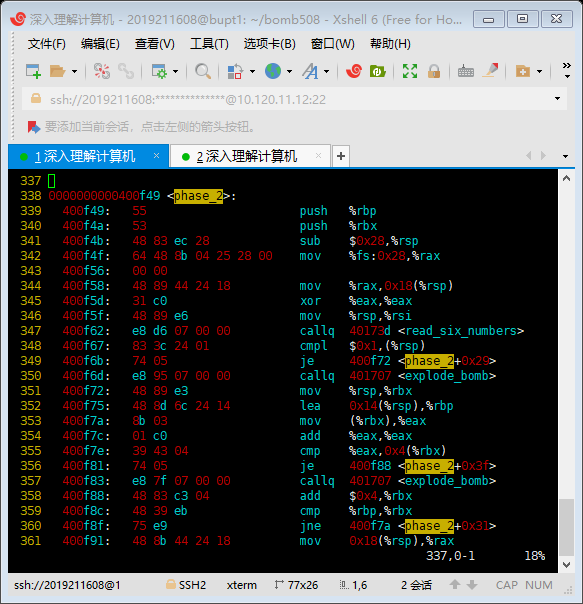 深入理解计算机 - 2019211608@bupt1: ~/bomb508 - Xshell 6 (Free for Ho...
文件(F) 编辑(E) 查看(V) 工具(T) 选项卡(B) 窗口(W) 帮助(H)
ssh://2019211608:**************@10.120.11.12:22
要添加当前会话，点击左侧的箭头按钮。
1 深入理解计算机 × 2 深入理解计算机 × +
337
338 0000000000400f49 <phase_2>:
339 400f49: 55 push %rbp
340 400f4a: 53 push %rbx
341 400f4b: 48 83 ec 28 sub $0x28,%rsp
342 400f4f: 64 48 8b 04 25 28 00 mov %fs:0x28,%rax
343 400f56: 00 00
344 400f58: 48 89 44 24 18 mov %rax,0x18(%rsp)
345 400f5d: 31 c0 xor %eax,%eax
346 400f5f: 48 89 e6 mov %rsp,%rsi
347 400f62: e8 d6 07 00 00 callq 40173d <read_six_numbers>
348 400f67: 83 3c 24 01 cmpl $0x1,(%rsp)
349 400f6b: 74 05 je 400f72 <phase_2+0x29>
350 400f6d: e8 95 07 00 00 callq 401707 <explode_bomb>
351 400f72: 48 89 e3 mov %rsp,%rbx
352 400f75: 48 8d 6c 24 14 lea 0x14(%rsp),%rbp
353 400f7a: 8b 03 mov (%rbx),%eax
354 400f7c: 01 c0 add %eax,%eax
355 400f7e: 39 43 04 cmp %eax,0x4(%rbx)
356 400f81: 74 05 je 400f88 <phase_2+0x3f>
357 400f83: e8 7f 07 00 00 callq 401707 <explode_bomb>
358 400f88: 48 83 c3 04 add $0x4,%rbx
359 400f8c: 48 39 eb cmp %rbp,%rbx
360 400f8f: 75 e9 jne 400f7a <phase_2+0x31>
361 400f91: 48 8b 44 24 18 mov 0x18(%rsp),%rax
337,0-1 18%
ssh://2019211608@1 SSH2 xterm 77x26 1,6 2 会话 CAP NUM